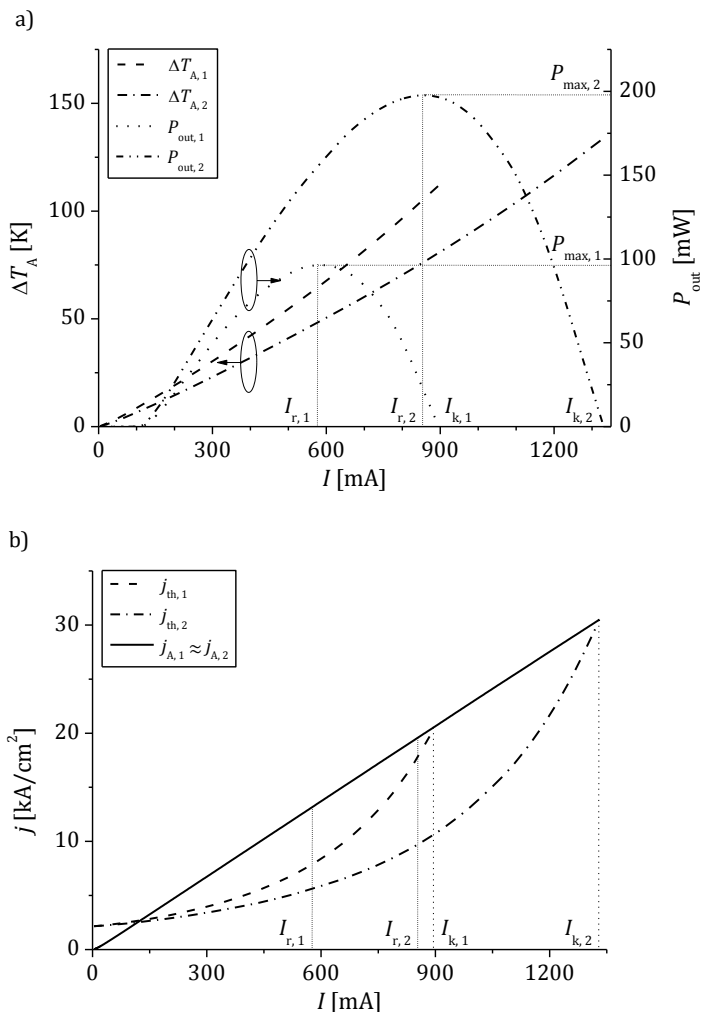 a)
ΔT_A,1
ΔT_A,2
P_out,1
P_out,2
150
100
50
0
ΔT_A [K]
200
150
100
50
0
P_out [mW]
P_max,2
P_max,1
I_r,1
I_r,2
I_k,1
I_k,2
0 300 600 900 1200
I [mA]
b)
j_th,1
j_th,2
j_A,1 ≈ j_A,2
30
20
10
0
j [kA/cm²]
I_r,1
I_r,2
I_k,1
I_k,2
0 300 600 900 1200
I [mA]